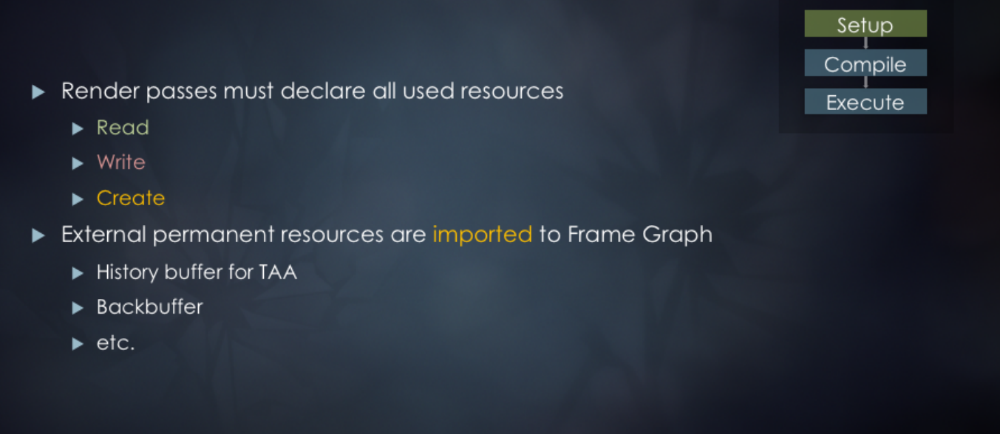 Setup
Compile
Execute
Render passes must declare all used resources
Read
Write
Create
External permanent resources are imported to Frame Graph
History buffer for TAA
Backbuffer
etc.